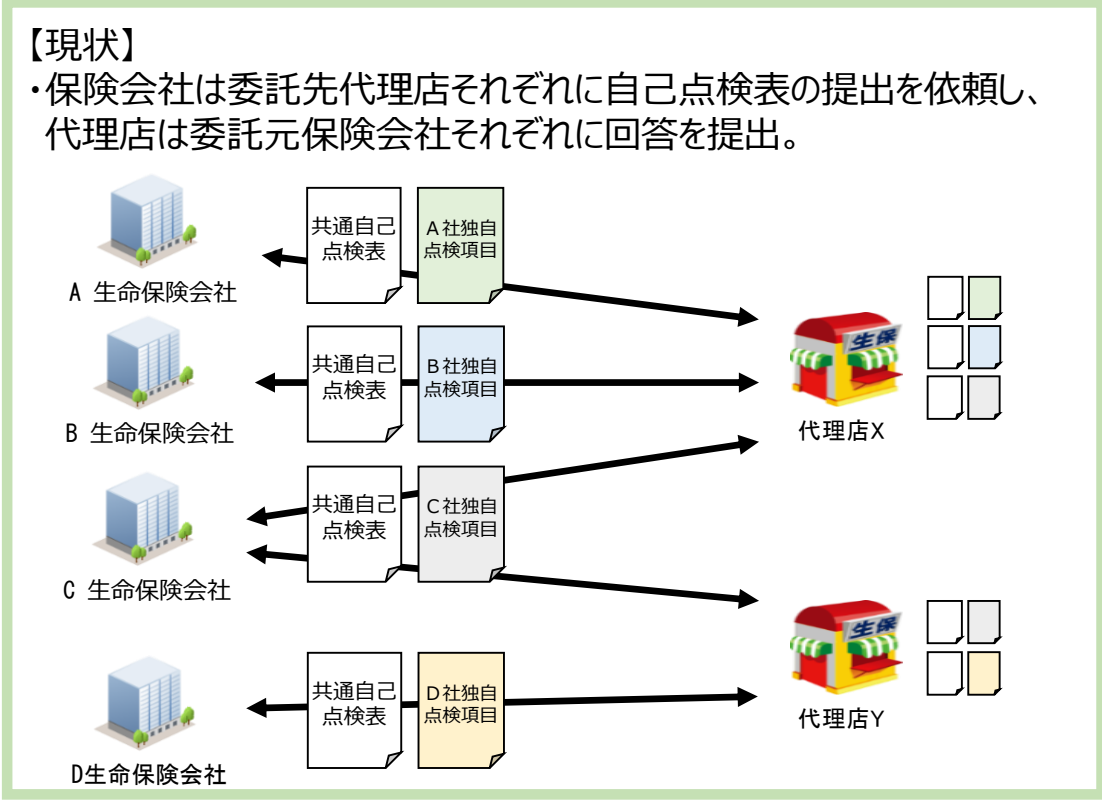 【現状】
・保険会社は委託先代理店それぞれに自己点検表の提出を依頼し、
代理店は委託元保険会社それぞれに回答を提出。
共通自己
点検表
A社独自
点検項目
A 生命保険会社
生保
代理店X
共通自己
点検表
B社独自
点検項目
B 生命保険会社
共通自己
点検表
C社独自
点検項目
C 生命保険会社
生保
代理店Y
共通自己
点検表
D社独自
点検項目
D生命保険会社